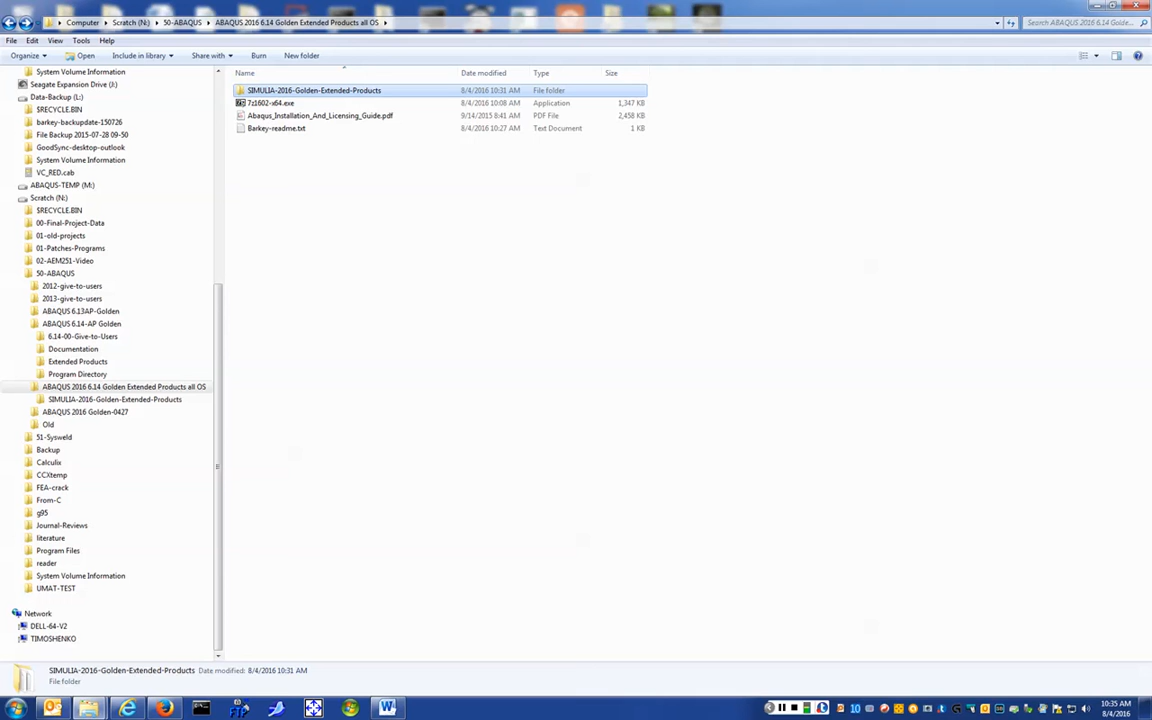 Computer ▸ Scratch (N:) ▸ 50-ABAQUS ▸ ABAQUS 2016 6.14 Golden Extended Products all OS ▸
Search ABAQUS 2016 6.14 Golde...
File Edit View Tools Help
Organize Open Include in library Share with Burn New folder
Name Date modified Type Size
SIMULIA-2016-Golden-Extended-Products 8/4/2016 10:31 AM File folder
7z1602-x64.exe 8/4/2016 10:08 AM Application 1,347 KB
Abaqus_Installation_And_Licensing_Guide.pdf 9/14/2015 8:41 AM PDF File 2,458 KB
Barkey-readme.txt 8/4/2016 10:27 AM Text Document 1 KB
System Volume Information
Seagate Expansion Drive (J:)
Data-Backup (L:)
$RECYCLE.BIN
barkey-backupdate-150726
File Backup 2015-07-28 09-50
GoodSync-desktop-outlook
System Volume Information
VC_RED.cab
ABAQUS-TEMP (M:)
Scratch (N:)
$RECYCLE.BIN
00-Final-Project-Data
01-old-projects
01-Patches-Programs
02-AEM251-Video
50-ABAQUS
2012-give-to-users
2013-give-to-users
ABAQUS 6.13AP-Golden
ABAQUS 6.14-AP Golden
6.14-00-Give-to-Users
Documentation
Extended Products
Program Directory
ABAQUS 2016 6.14 Golden Extended Products all OS
SIMULIA-2016-Golden-Extended-Products
ABAQUS 2016 Golden-0427
Old
51-Sysweld
Backup
Calculix
CCXtemp
FEA-crack
From-C
g95
Journal-Reviews
literature
Program Files
reader
System Volume Information
UMAT-TEST
Network
DELL-64-V2
TIMOSHENKO
SIMULIA-2016-Golden-Extended-Products Date modified: 8/4/2016 10:31 AM
File folder
10:35 AM
8/4/2016